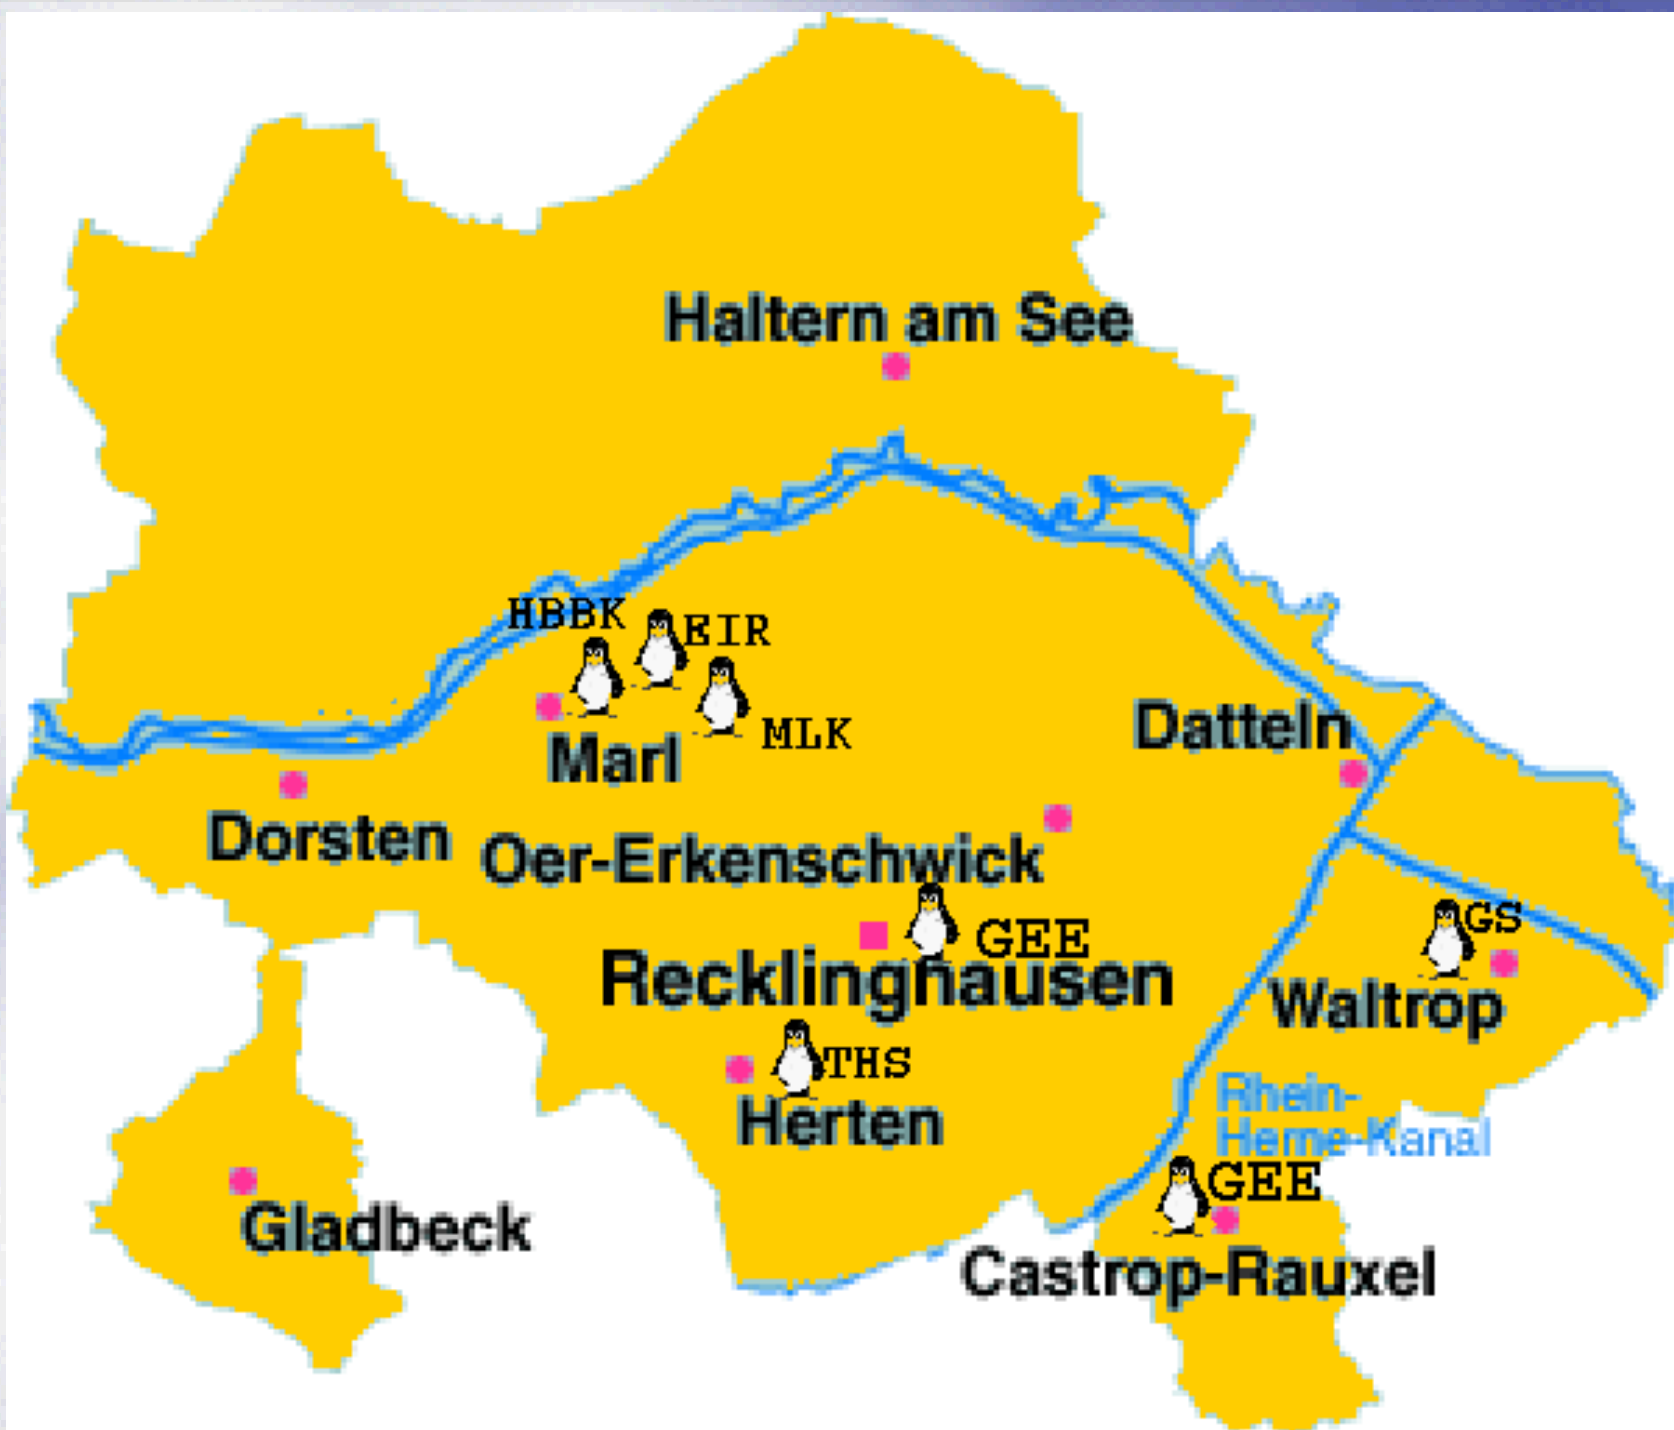 Haltern am See
HBBK
EIR
MLK
Marl
Datteln
Dorsten
Oer-Erkenschwick
GEE
GS
Recklinghausen
Waltrop
THS
Herten
Rhein-
Herne-Kanal
GEE
Gladbeck
Castrop-Rauxel